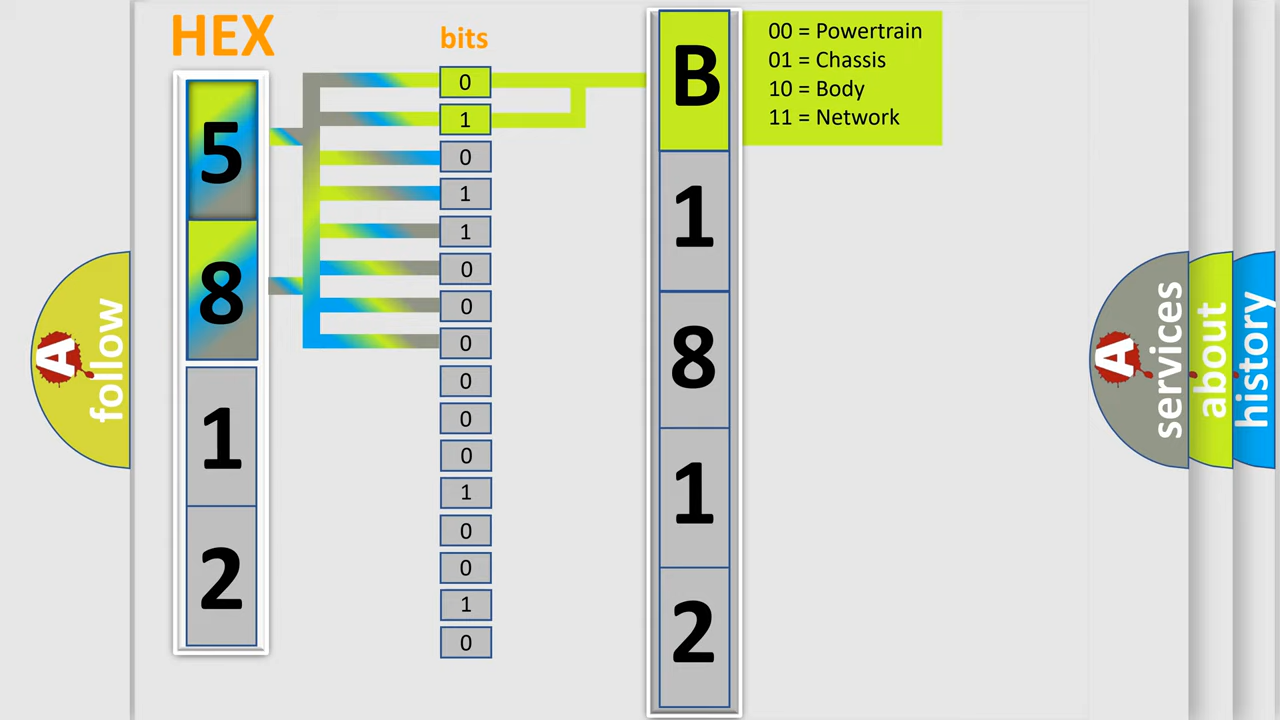 HEX
bits
5
8
1
2
0
1
0
1
1
0
0
0
0
0
0
1
0
0
1
0
B
1
8
1
2
00 = Powertrain
01 = Chassis
10 = Body
11 = Network
A follow
A services
about
history